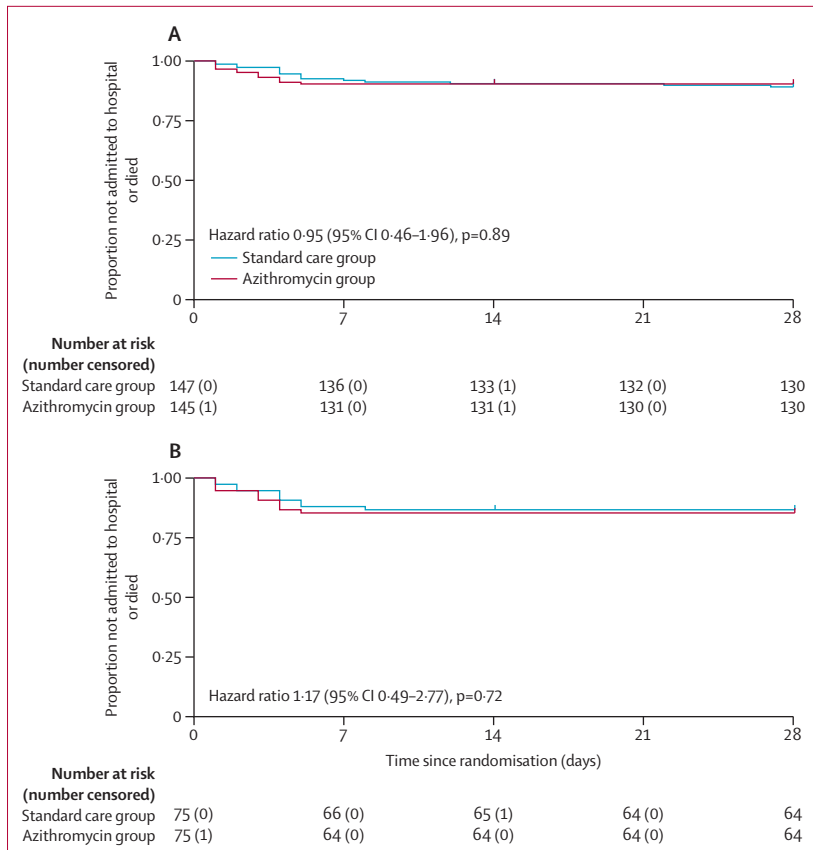 A
Proportion not admitted to hospital
or died
1·00
0·75
0·50
0·25
0
Hazard ratio 0·95 (95% CI 0·46–1·96), p=0.89
Standard care group
Azithromycin group
0 7 14 21 28
Number at risk
(number censored)
Standard care group 147 (0) 136 (0) 133 (1) 132 (0) 130
Azithromycin group 145 (1) 131 (0) 131 (1) 130 (0) 130
B
Proportion not admitted to hospital
or died
1·00
0·75
0·50
0·25
0
Hazard ratio 1·17 (95% CI 0·49–2·77), p=0.72
0 7 14 21 28
Time since randomisation (days)
Number at risk
(number censored)
Standard care group 75 (0) 66 (0) 65 (1) 64 (0) 64
Azithromycin group 75 (1) 64 (0) 64 (0) 64 (0) 64